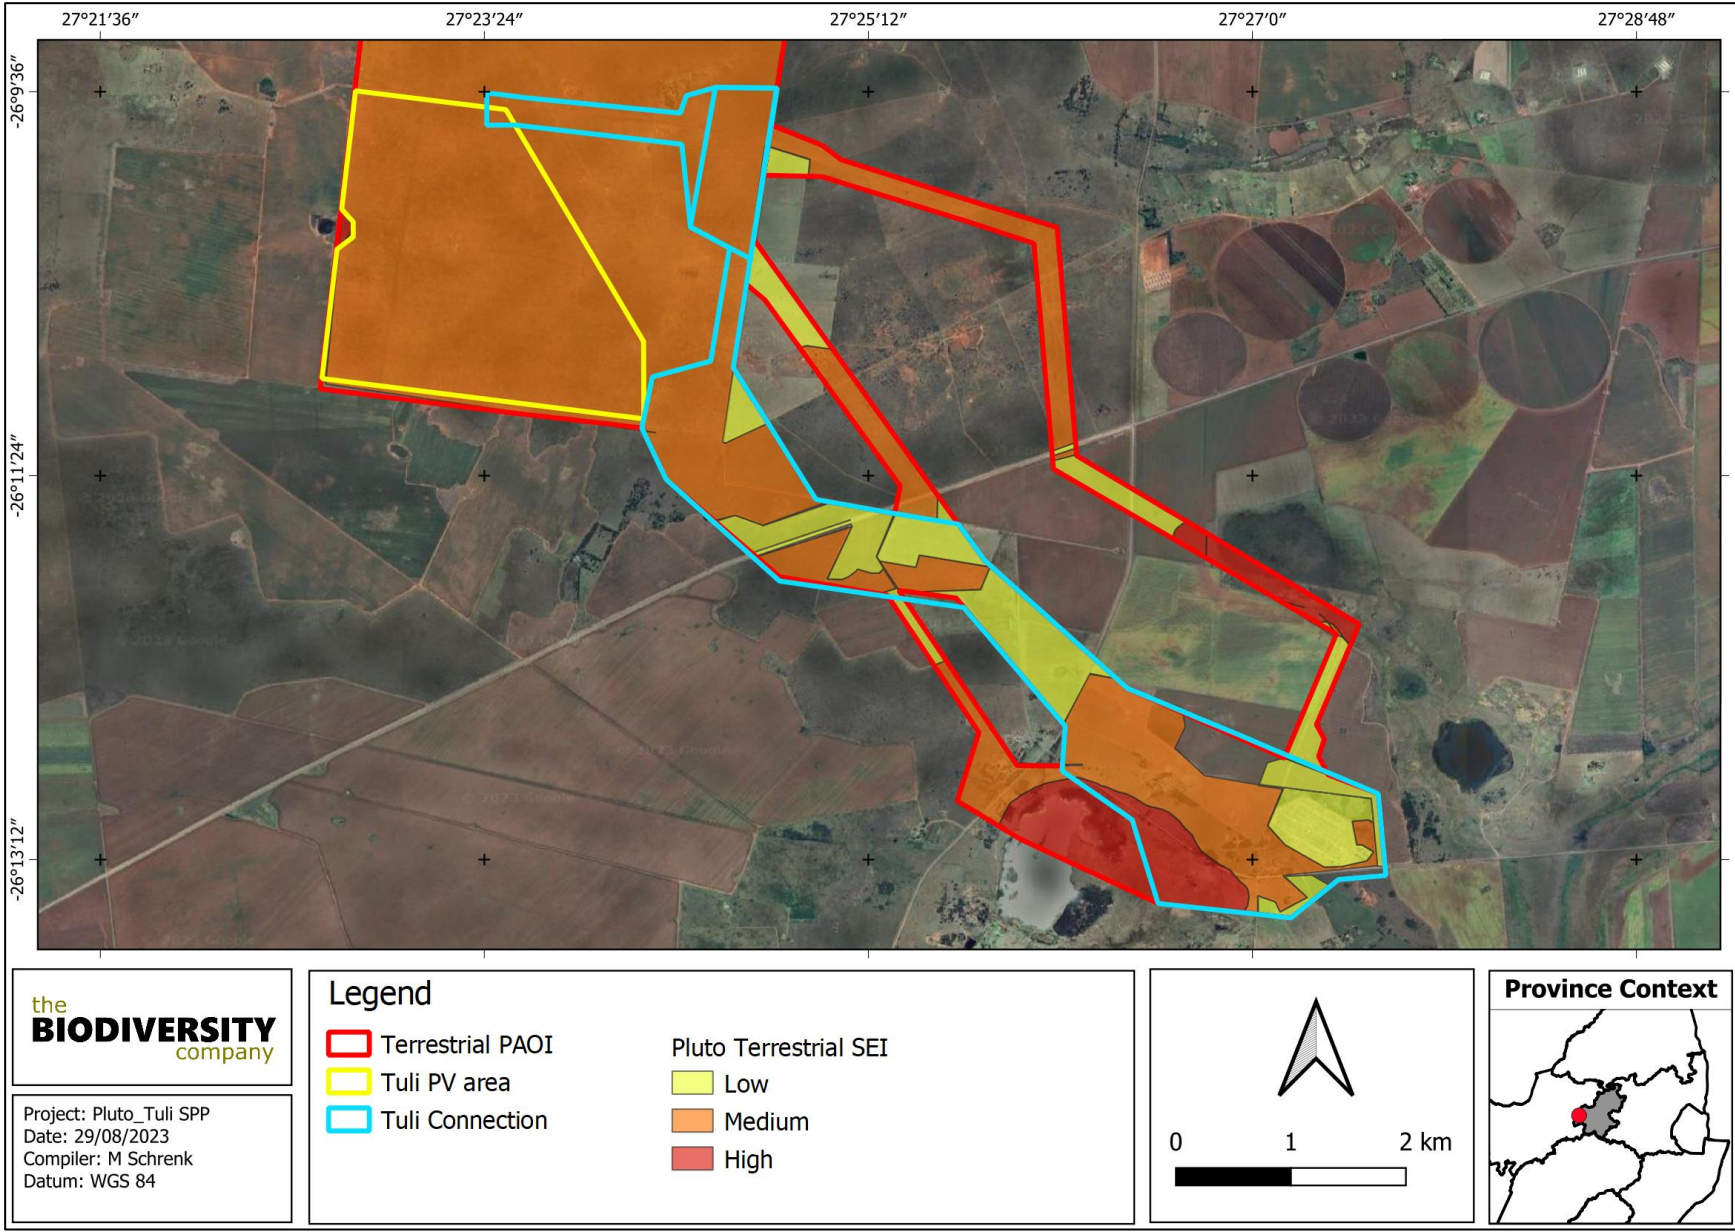 27°21'36"
27°23'24"
27°25'12"
27°27'0"
27°28'48"
-26°9'36"
-26°11'24"
-26°13'12"
the
BIODIVERSITY
company
Project: Pluto_Tuli SPP
Date: 29/08/2023
Compiler: M Schrenk
Datum: WGS 84
Legend
Terrestrial PAOI
Tuli PV area
Tuli Connection
Pluto Terrestrial SEI
Low
Medium
High
0 1 2 km
Province Context